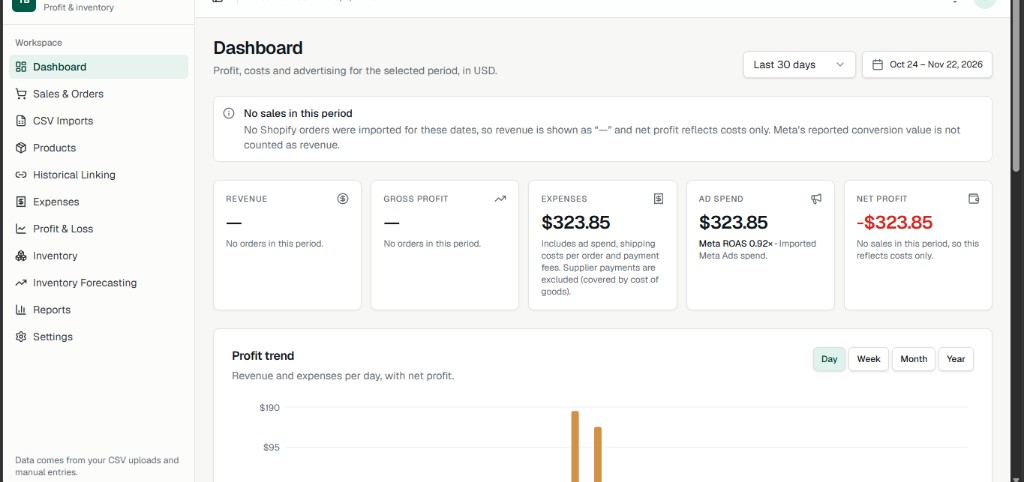 Profit & inventory
Workspace
Dashboard
Sales & Orders
CSV Imports
Products
Historical Linking
Expenses
Profit & Loss
Inventory
Inventory Forecasting
Reports
Settings
Data comes from your CSV uploads and
manual entries.
Dashboard
Profit, costs and advertising for the selected period, in USD.
Last 30 days
Oct 24 – Nov 22, 2026
No sales in this period
No Shopify orders were imported for these dates, so revenue is shown as “—” and net profit reflects costs only. Meta's reported conversion value is not
counted as revenue.
REVENUE
—
No orders in this period.
GROSS PROFIT
—
No orders in this period.
EXPENSES
$323.85
Includes ad spend, shipping
costs per order and payment
fees. Supplier payments are
excluded (covered by cost of
goods).
AD SPEND
$323.85
Meta ROAS 0.92× · Imported
Meta Ads spend.
NET PROFIT
-$323.85
No sales in this period, so this
reflects costs only.
Profit trend
Revenue and expenses per day, with net profit.
Day
Week
Month
Year
$190
$95